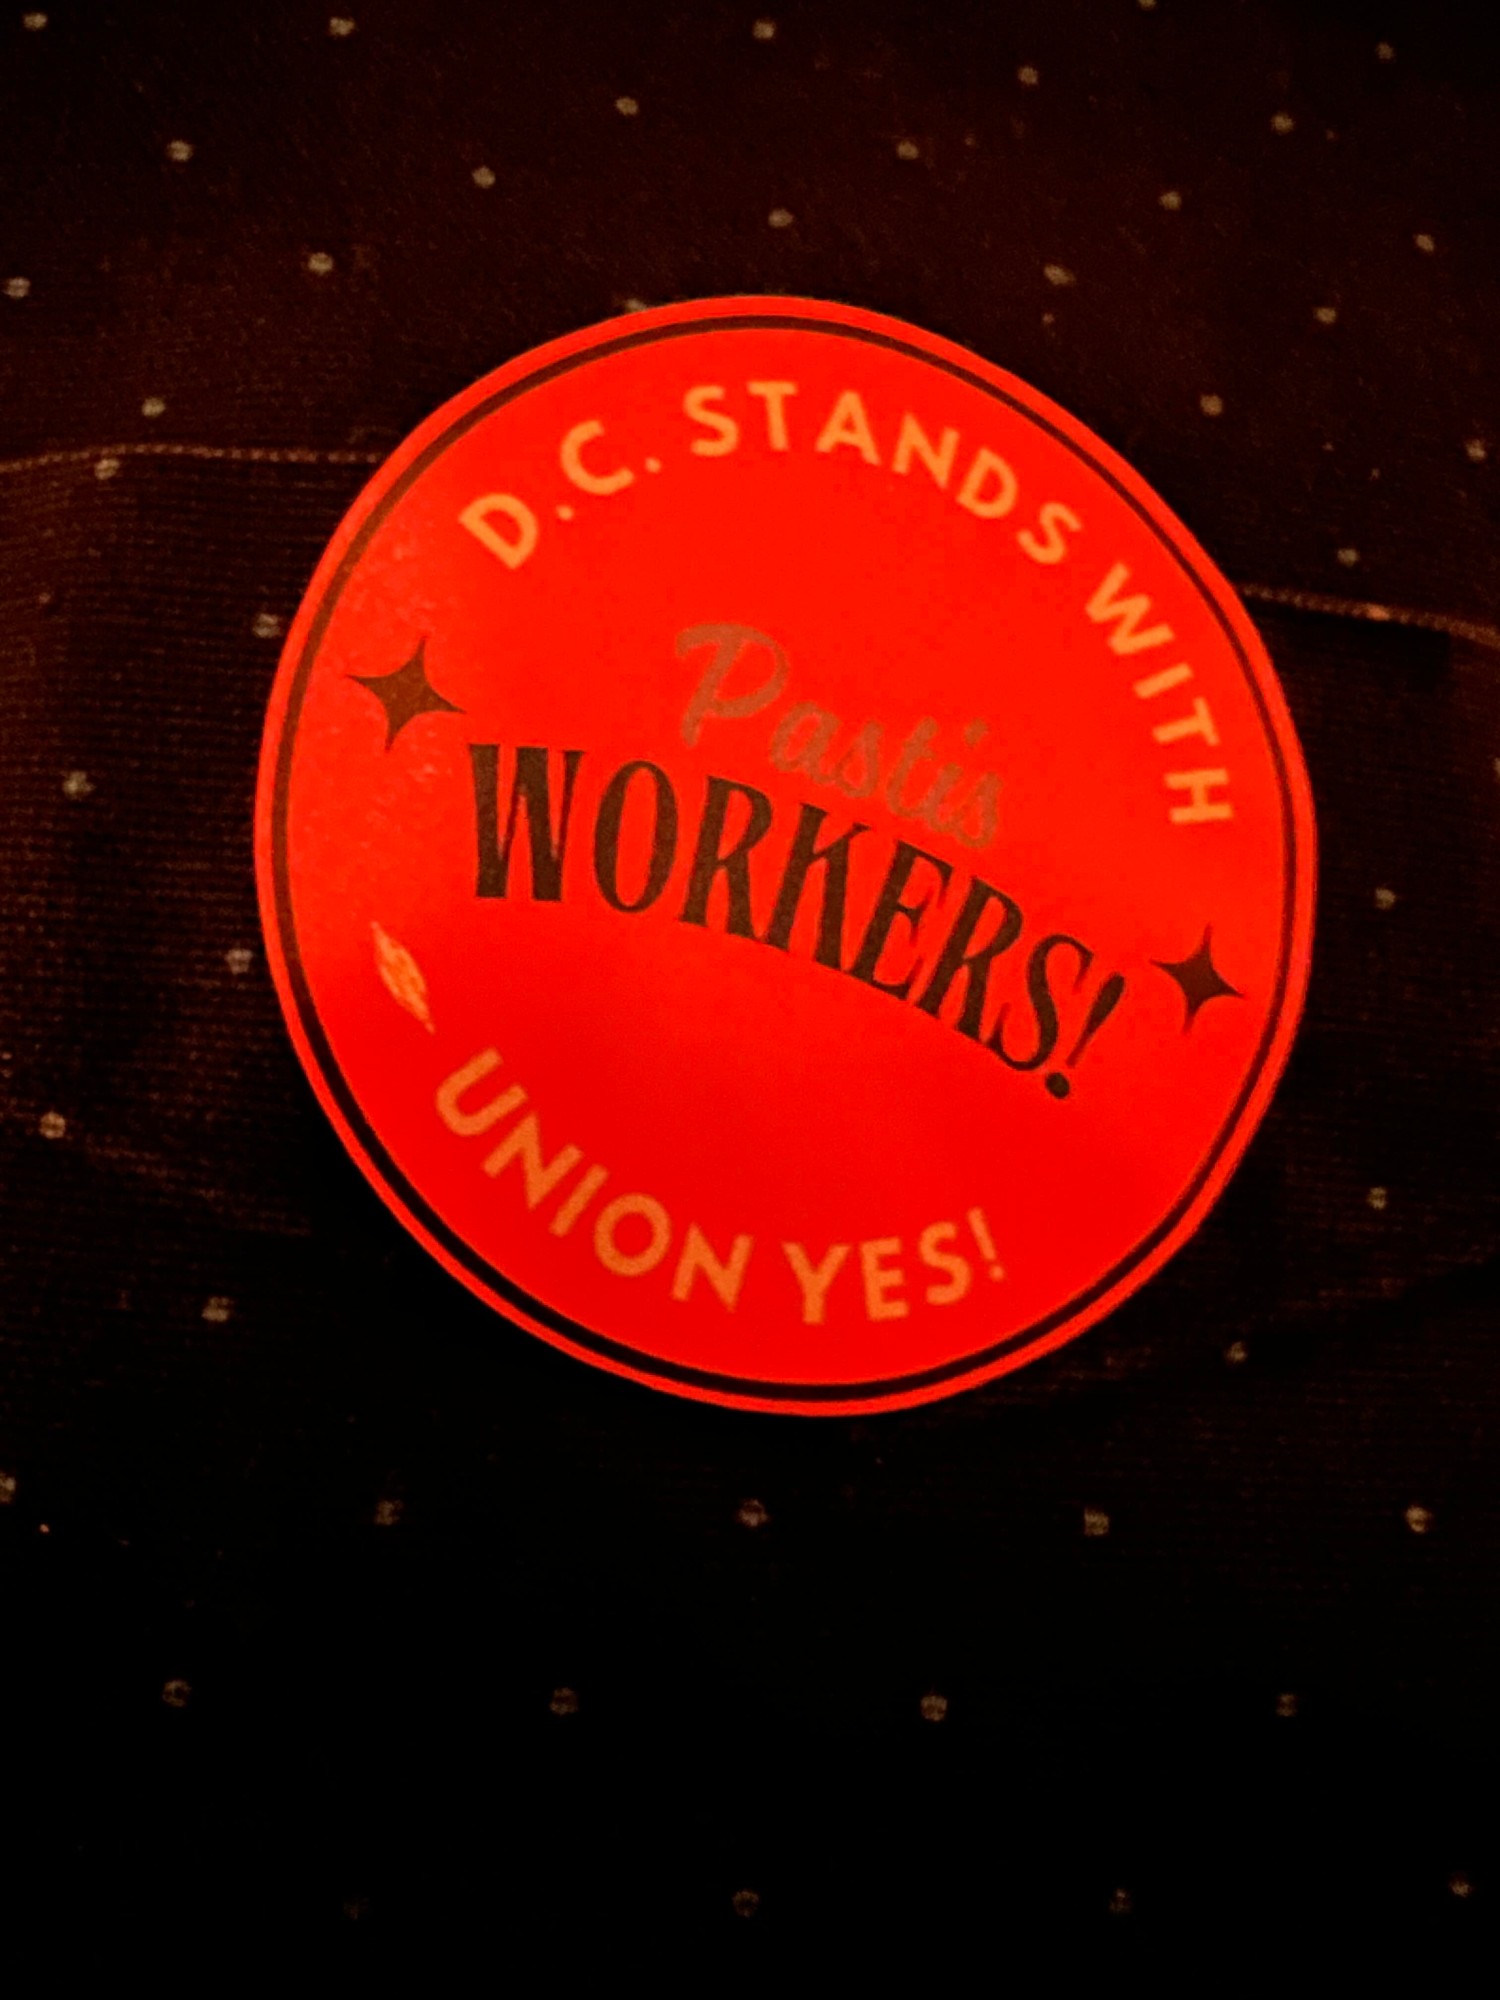 D.C. STANDS WITH
Pastis
WORKERS!
UNION YES!